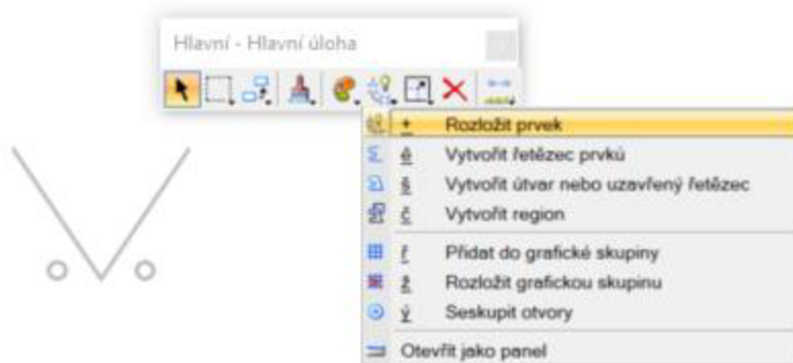 Hlavní - Hlavní úloha
+ Rozložit prvek
ě Vytvořit řetězec prvků
š Vytvořit útvar nebo uzavřený řetězec
č Vytvořit region
ř Přidat do grafické skupiny
ž Rozložit grafickou skupinu
ý Seskupit otvory
Otevřít jako panel